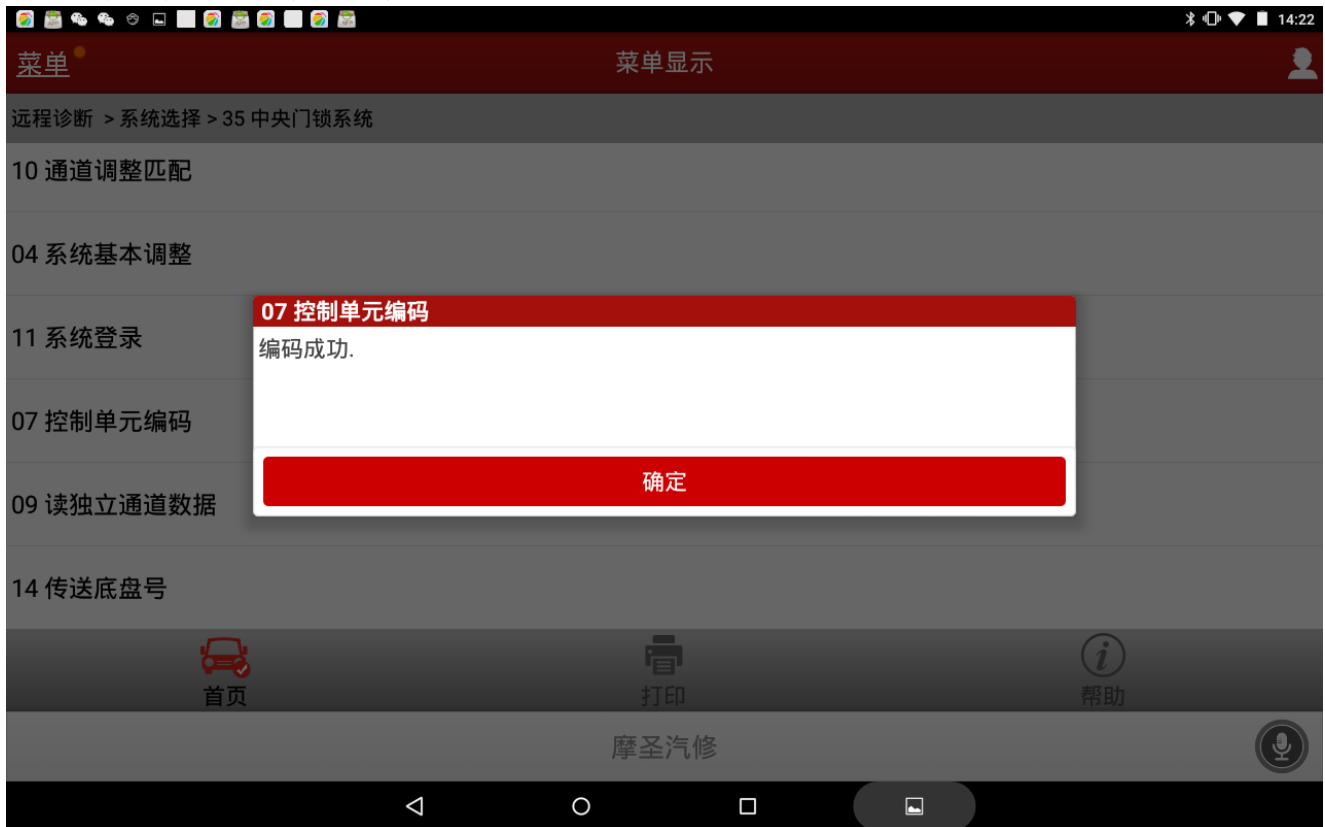 14:22
菜单
菜单显示
远程诊断 > 系统选择 > 35 中央门锁系统
10 通道调整匹配
04 系统基本调整
11 系统登录
07 控制单元编码
09 读独立通道数据
14 传送底盘号
07 控制单元编码
编码成功.
确定
首页
打印
帮助
摩圣汽修